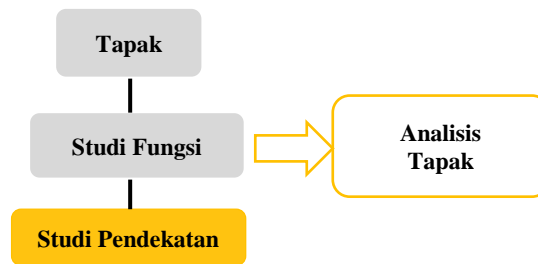 Tapak
Studi Fungsi
Analisis
Tapak
Studi Pendekatan